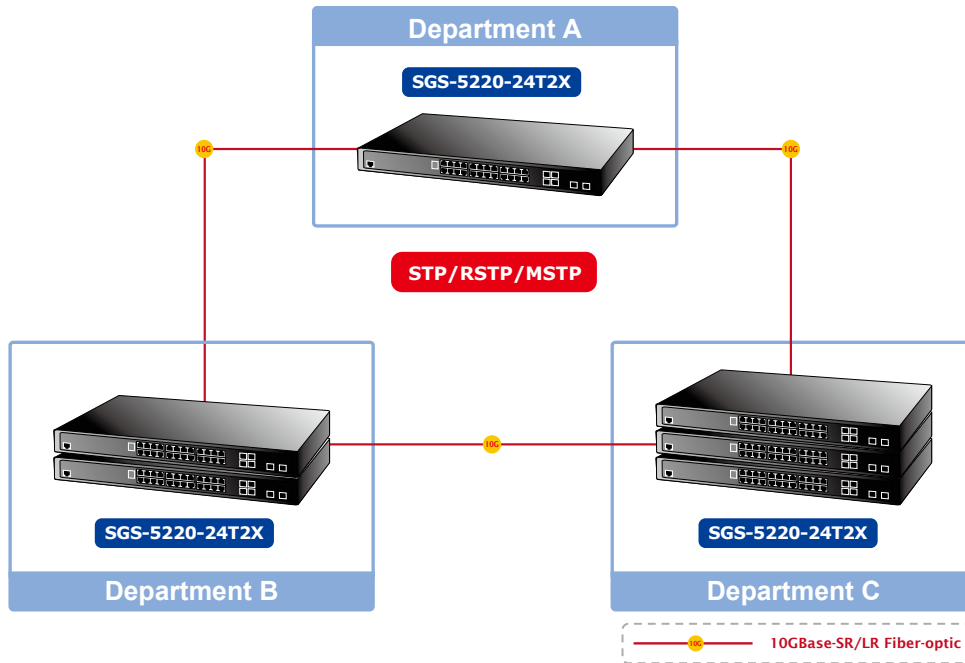 Department A
SGS-5220-24T2X
10G
10G
STP/RSTP/MSTP
10G
SGS-5220-24T2X
SGS-5220-24T2X
Department B
Department C
10G
10GBase-SR/LR Fiber-optic